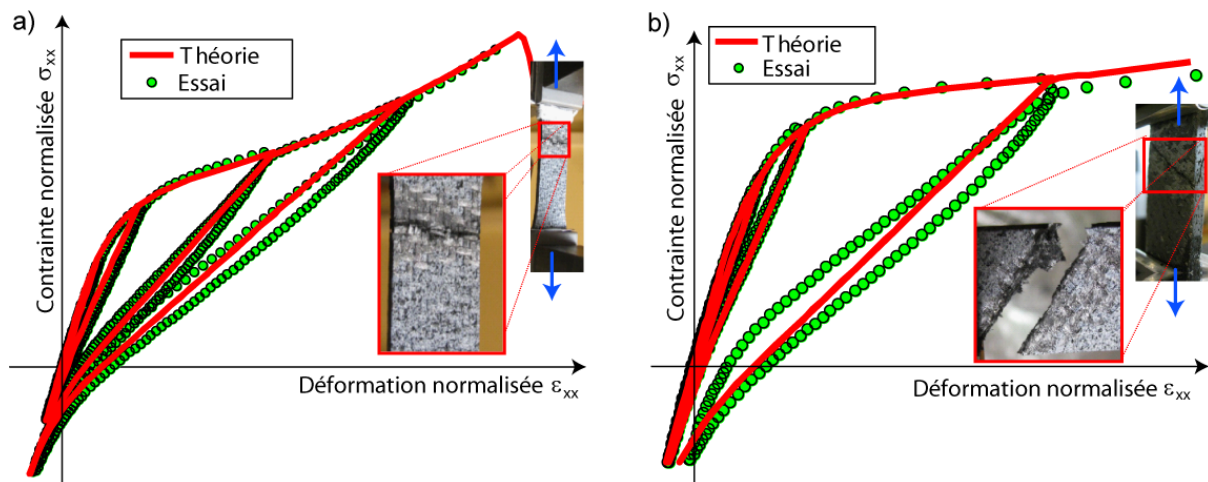 a)
Contrainte normalisée σxx
Théorie
Essai
Déformation normalisée εxx
b)
Contrainte normalisée σxx
Théorie
Essai
Déformation normalisée εxx